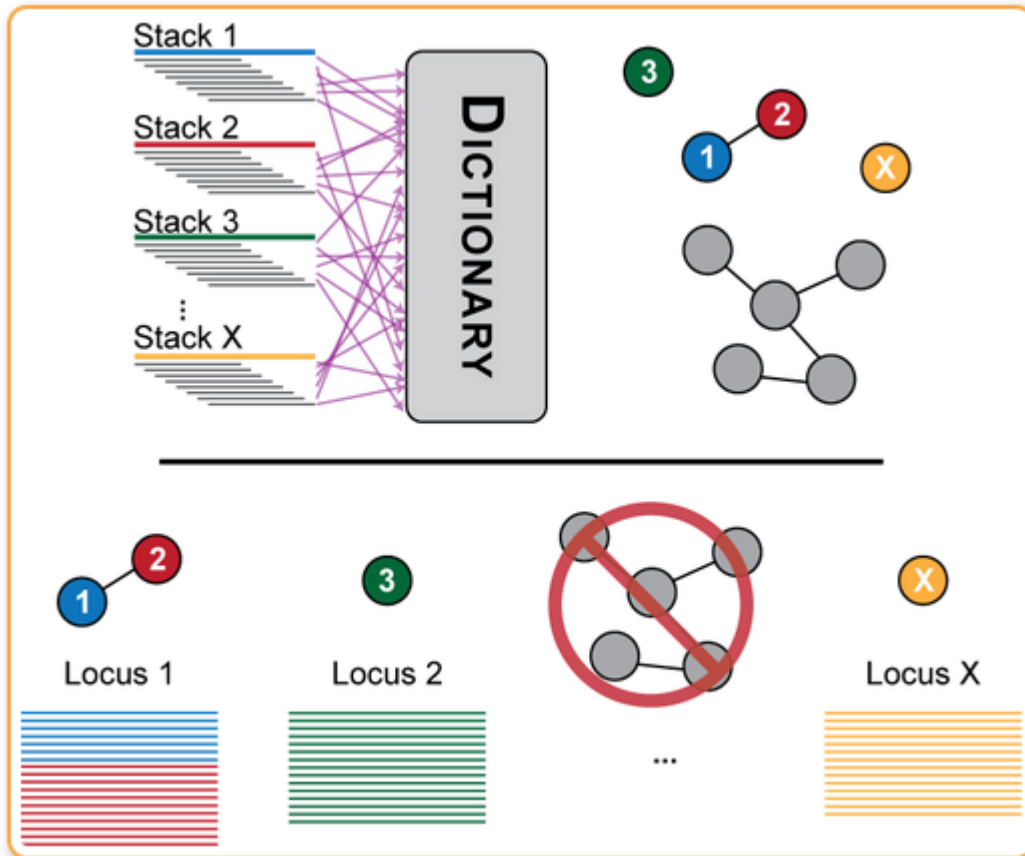 Stack 1
Stack 2
Stack 3
...
Stack X
DICTIONARY
3
2
1
X
2
1
3
X
Locus 1
Locus 2
Locus X
...